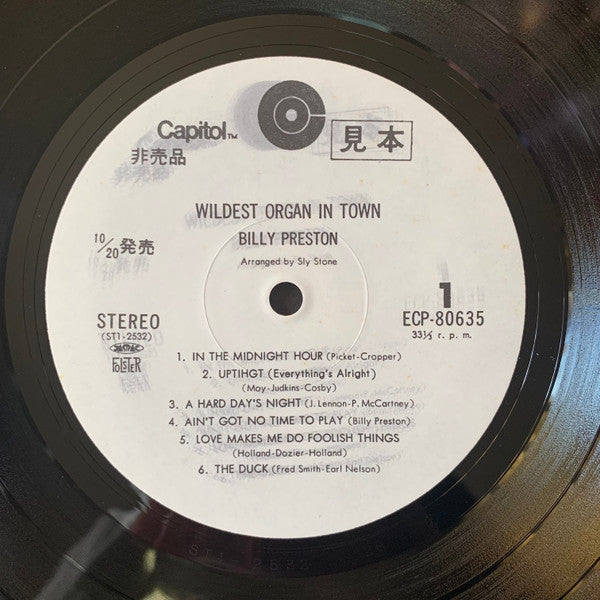 Capitol TM
見本
非売品
WILDEST ORGAN IN TOWN
BILLY PRESTON
Arranged by Sly Stone
10/20発売
1
STEREO
ECP-80635
(ST1-2532)
33⅓ r. p. m.
FOLSTER
1. IN THE MIDNIGHT HOUR (Picket-Cropper)
2. UPTIHGT (Everything's Alright)
(Moy-Judkins-Cosby)
3. A HARD DAY'S NIGHT (J. Lennon-P. McCartney)
4. AIN'T GOT NO TIME TO PLAY (Billy Preston)
5. LOVE MAKES ME DO FOOLISH THINGS
(Holland-Dozier-Holland)
6. THE DUCK (Fred Smith-Earl Nelson)